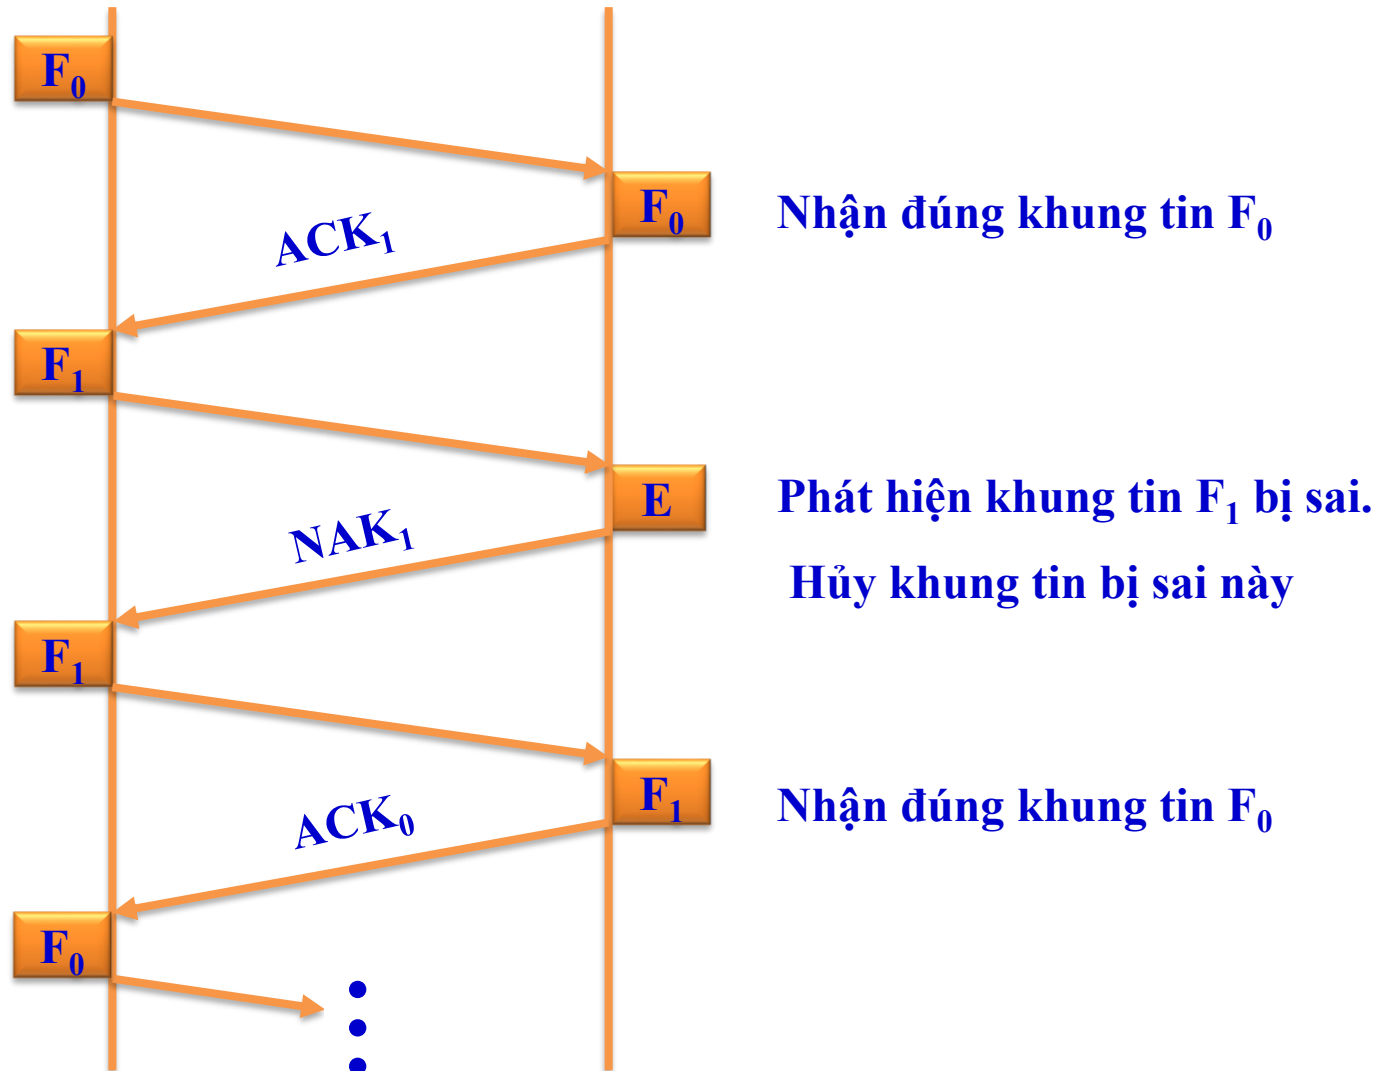 F₀
F₀ Nhận đúng khung tin F₀
ACK₁
F₁
E Phát hiện khung tin F₁ bị sai.
NAK₁
Hủy khung tin bị sai này
F₁
F₁ Nhận đúng khung tin F₀
ACK₀
F₀